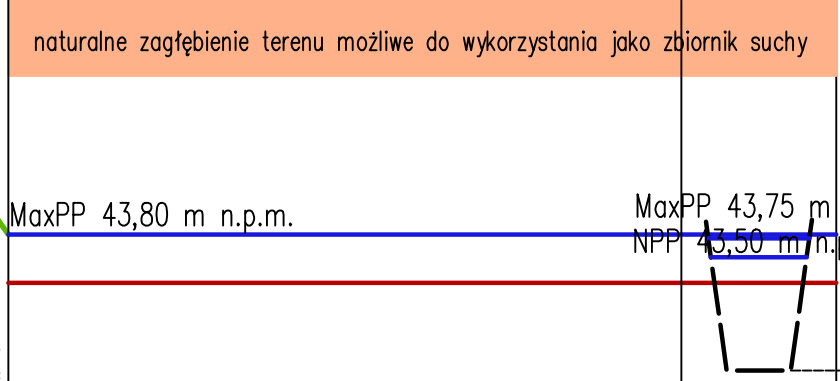 naturalne zagłębienie terenu możliwe do wykorzystania jako zbiornik suchy
MaxPP 43,80 m n.p.m.
MaxPP 43,75 m
NPP 43,50 m n.p